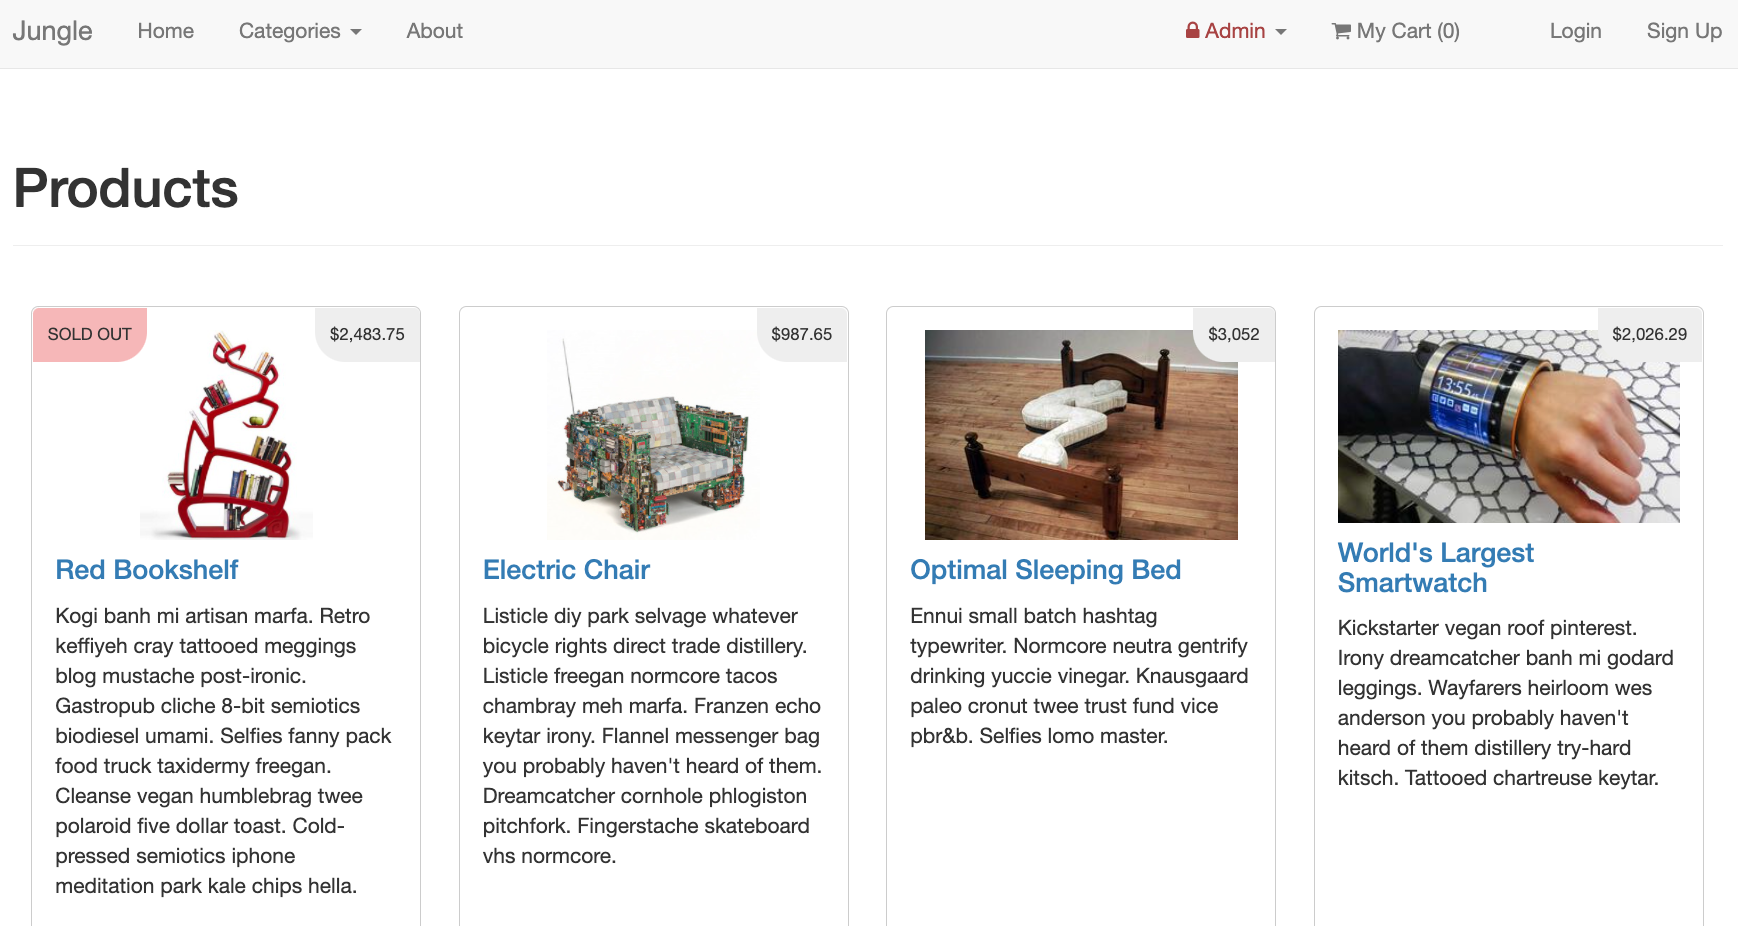 Jungle Home Categories About Admin My Cart (0) Login Sign Up
Products
SOLD OUT
$2,483.75
Red Bookshelf
Kogi banh mi artisan marfa. Retro
keffiyeh cray tattooed meggings
blog mustache post-ironic.
Gastropub cliche 8-bit semiotics
biodiesel umami. Selfies fanny pack
food truck taxidermy freegan.
Cleanse vegan humblebrag twee
polaroid five dollar toast. Cold-
pressed semiotics iphone
meditation park kale chips hella.
$987.65
Electric Chair
Listicle diy park selvage whatever
bicycle rights direct trade distillery.
Listicle freegan normcore tacos
chambray meh marfa. Franzen echo
keytar irony. Flannel messenger bag
you probably haven't heard of them.
Dreamcatcher cornhole phlogiston
pitchfork. Fingerstache skateboard
vhs normcore.
$3,052
Optimal Sleeping Bed
Ennui small batch hashtag
typewriter. Normcore neutra gentrify
drinking yuccie vinegar. Knausgaard
paleo cronut twee trust fund vice
pbr&b. Selfies lomo master.
$2,026.29
13:55
World's Largest
Smartwatch
Kickstarter vegan roof pinterest.
Irony dreamcatcher banh mi godard
leggings. Wayfarers heirloom wes
anderson you probably haven't
heard of them distillery try-hard
kitsch. Tattooed chartreuse keytar.